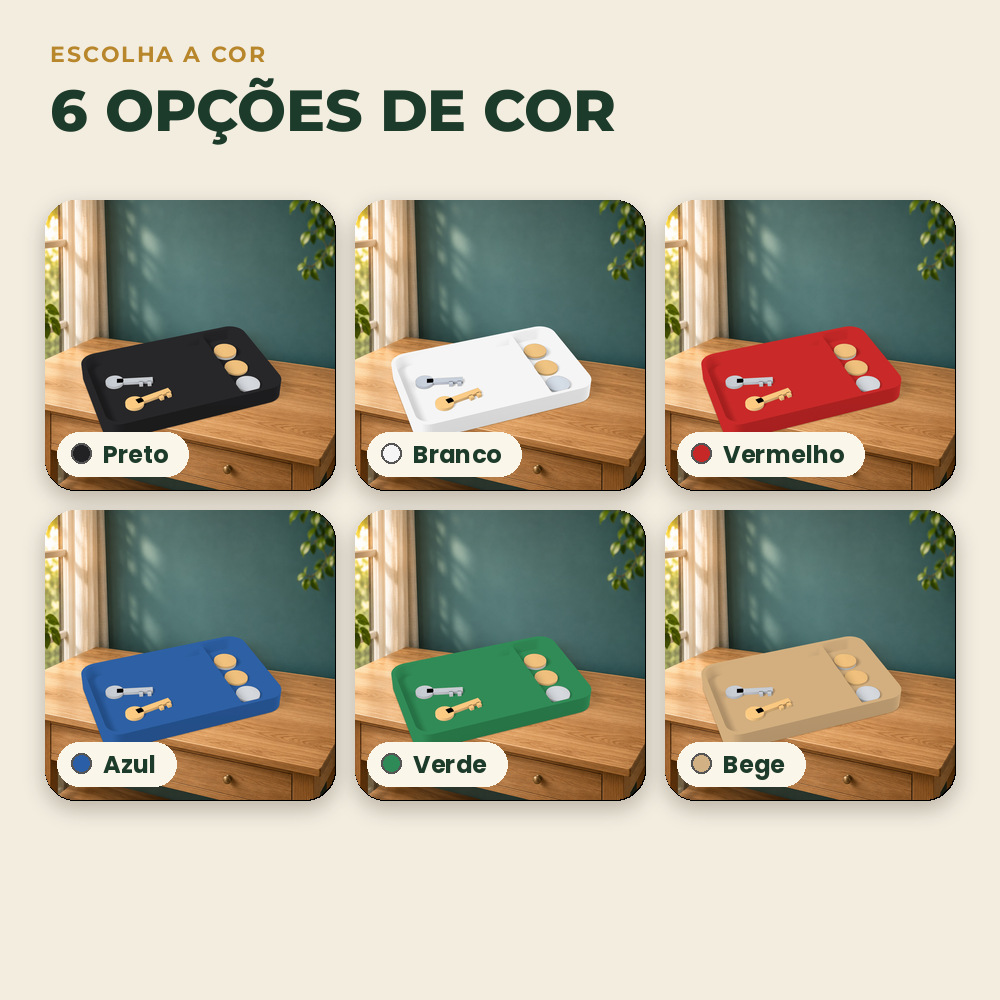 ESCOLHA A COR
6 OPÇÕES DE COR
Preto
Branco
Vermelho
Azul
Verde
Bege